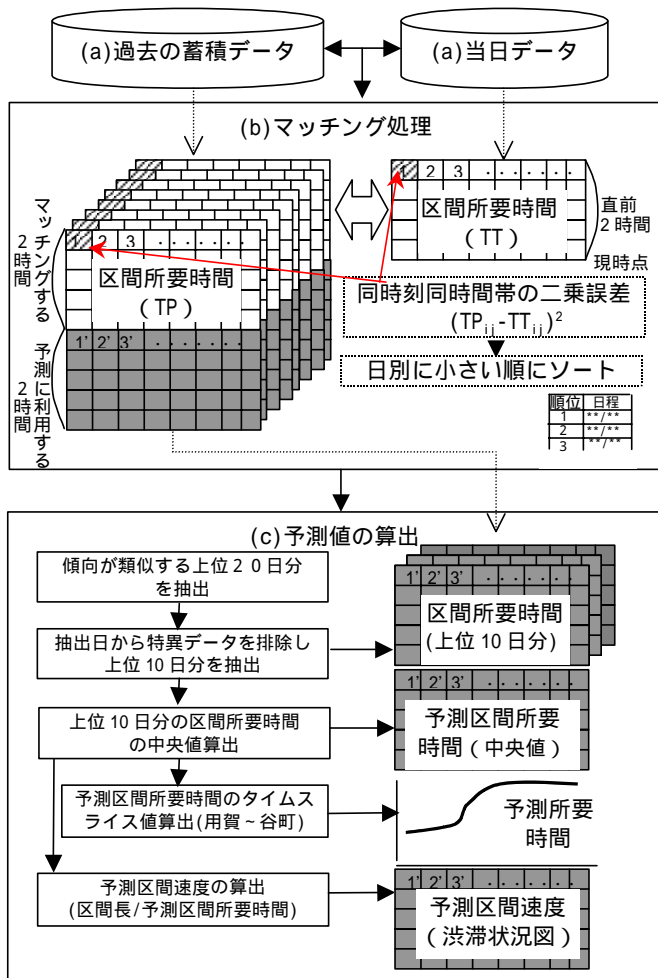 (a)過去の蓄積データ
(a)当日データ
(b)マッチング処理
マッチングする
2時間
予測に利用する
2時間
1 2 3 ・・・・・・・
区間所要時間
（TP）
1' 2' 3' ・・・・・・・
1 2 3 ・・・・・・・
区間所要時間
（TT）
直前
2時間
現時点
同時刻同時間帯の二乗誤差
(TPij-TTij)2
日別に小さい順にソート
順位 日程
1 **/**
2 **/**
3 **/**
(c)予測値の算出
傾向が類似する上位２０日分
を抽出
抽出日から特異データを排除し
上位10日分を抽出
上位10日分の区間所要時間
の中央値算出
予測区間所要時間のタイムス
ライス値算出(用賀～谷町)
予測区間速度の算出
(区間長/予測区間所要時間)
1' 2' 3' ・・・・・・・
区間所要時間
(上位10日分)
1' 2' 3' ・・・・・・・
予測区間所要
時間（中央値）
予測所要
時間
1' 2' 3' ・・・・・・・
予測区間速度
（渋滞状況図）